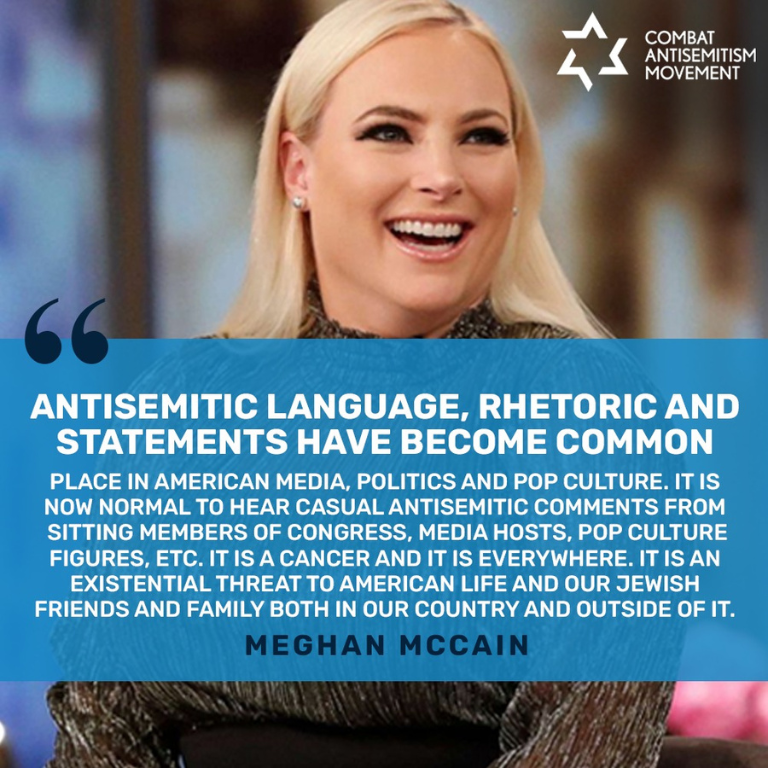 COMBAT
ANTISEMITISM
MOVEMENT
“
ANTISEMITIC LANGUAGE, RHETORIC AND
STATEMENTS HAVE BECOME COMMON
PLACE IN AMERICAN MEDIA, POLITICS AND POP CULTURE. IT IS
NOW NORMAL TO HEAR CASUAL ANTISEMITIC COMMENTS FROM
SITTING MEMBERS OF CONGRESS, MEDIA HOSTS, POP CULTURE
FIGURES, ETC. IT IS A CANCER AND IT IS EVERYWHERE. IT IS AN
EXISTENTIAL THREAT TO AMERICAN LIFE AND OUR JEWISH
FRIENDS AND FAMILY BOTH IN OUR COUNTRY AND OUTSIDE OF IT.
MEGHAN MCCAIN